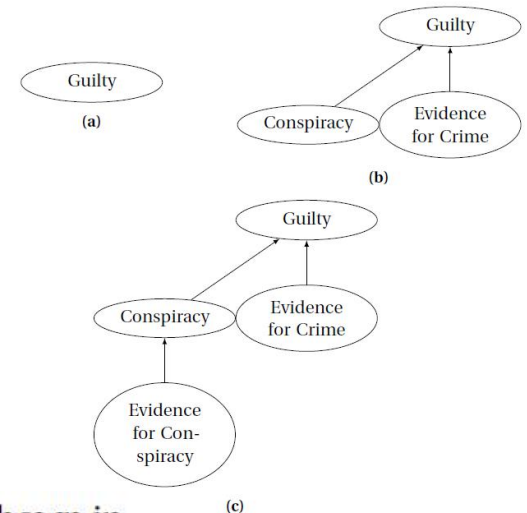 Guilty
(a)
Guilty
Conspiracy
Evidence
for Crime
(b)
Guilty
Conspiracy
Evidence
for Crime
Evidence
for Con-
spiracy
(c)